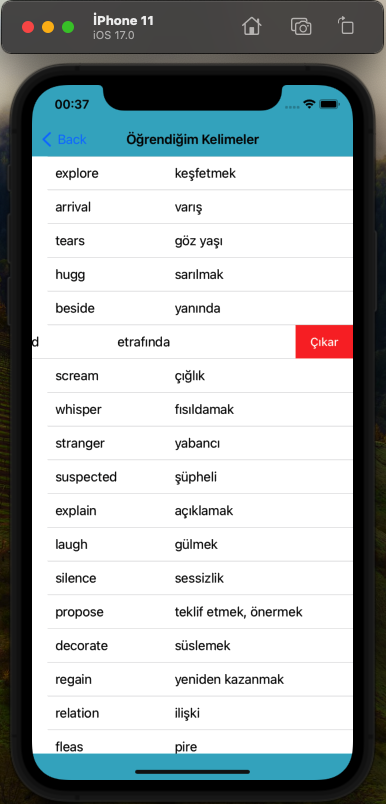 iPhone 11
iOS 17.0
00:37
Back Öğrendiğim Kelimeler
explore keşfetmek
arrival varış
tears göz yaşı
hugg sarılmak
beside yanında
d etrafında Çıkar
scream çığlık
whisper fısıldamak
stranger yabancı
suspected şüpheli
explain açıklamak
laugh gülmek
silence sessizlik
propose teklif etmek, önermek
decorate süslemek
regain yeniden kazanmak
relation ilişki
fleas pire